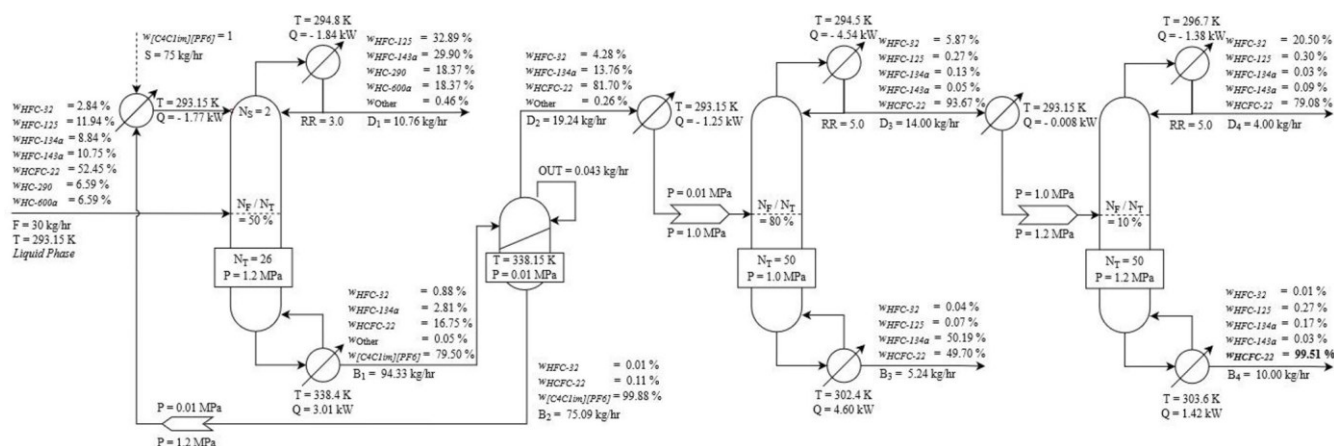 w[C4C1im][PF6] = 1
S = 75 kg/hr
T = 293.15 K
Q = - 1.77 kW
wHFC-32 = 2.84 %
wHFC-125 = 11.94 %
wHFC-134a = 8.84 %
wHFC-143a = 10.75 %
wHCFC-22 = 52.45 %
wHC-290 = 6.59 %
wHC-600a = 6.59 %
F = 30 kg/hr
T = 293.15 K
Liquid Phase
T = 294.8 K
Q = - 1.84 kW
NS = 2
RR = 3.0
wHFC-125 = 32.89 %
wHFC-143a = 29.90 %
wHC-290 = 18.37 %
wHC-600a = 18.37 %
wOther = 0.46 %
D1 = 10.76 kg/hr
NF / NT
= 50 %
NT = 26
P = 1.2 MPa
wHFC-32 = 0.88 %
wHFC-134a = 2.81 %
wHCFC-22 = 16.75 %
wOther = 0.05 %
w[C4C1im][PF6] = 79.50 %
B1 = 94.33 kg/hr
T = 338.4 K
Q = 3.01 kW
P = 0.01 MPa
P = 1.2 MPa
wHFC-32 = 4.28 %
wHFC-134a = 13.76 %
wHCFC-22 = 81.70 %
wOther = 0.26 %
D2 = 19.24 kg/hr
OUT = 0.043 kg/hr
T = 338.15 K
P = 0.01 MPa
wHFC-32 = 0.01 %
wHCFC-22 = 0.11 %
w[C4C1im][PF6] = 99.88 %
B2 = 75.09 kg/hr
T = 293.15 K
Q = - 1.25 kW
P = 0.01 MPa
P = 1.0 MPa
T = 294.5 K
Q = - 4.54 kW
RR = 5.0
wHFC-32 = 5.87 %
wHFC-125 = 0.27 %
wHFC-134a = 0.13 %
wHFC-143a = 0.05 %
wHCFC-22 = 93.67 %
D3 = 14.00 kg/hr
NF / NT
= 80 %
NT = 50
P = 1.0 MPa
wHFC-32 = 0.04 %
wHFC-125 = 0.07 %
wHFC-134a = 50.19 %
wHCFC-22 = 49.70 %
B3 = 5.24 kg/hr
T = 302.4 K
Q = 4.60 kW
T = 293.15 K
Q = - 0.008 kW
P = 1.0 MPa
P = 1.2 MPa
T = 296.7 K
Q = - 1.38 kW
RR = 5.0
wHFC-32 = 20.50 %
wHFC-125 = 0.30 %
wHFC-134a = 0.03 %
wHFC-143a = 0.09 %
wHCFC-22 = 79.08 %
D4 = 4.00 kg/hr
NF / NT
= 10 %
NT = 50
P = 1.2 MPa
wHFC-32 = 0.01 %
wHFC-125 = 0.27 %
wHFC-134a = 0.17 %
wHFC-143a = 0.03 %
wHCFC-22 = 99.51 %
B4 = 10.00 kg/hr
T = 303.6 K
Q = 1.42 kW